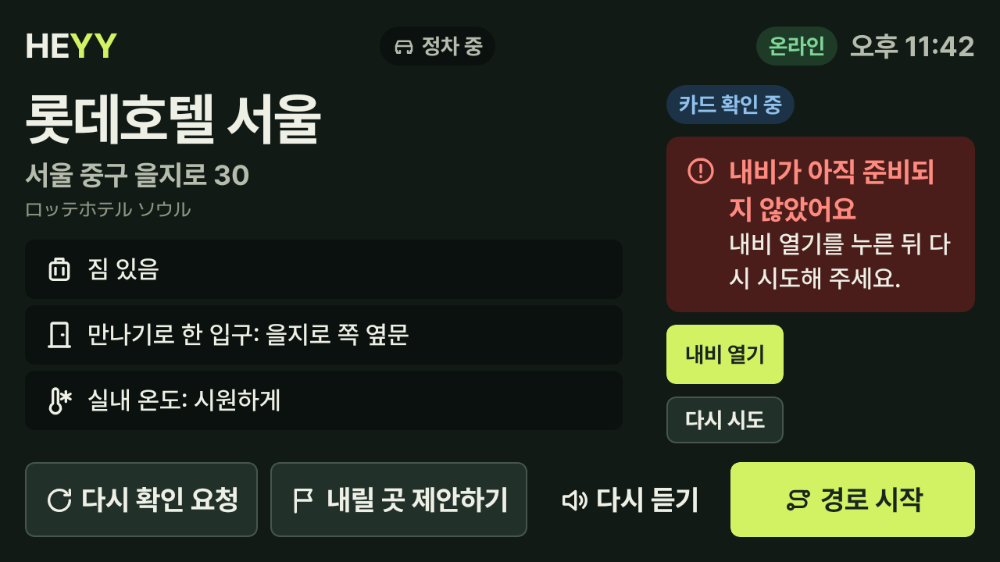 HEYY
정차 중
온라인
오후 11:42
롯데호텔 서울
서울 중구 을지로 30
ロッテホテル ソウル
짐 있음
만나기로 한 입구: 을지로 쪽 옆문
실내 온도: 시원하게
카드 확인 중
내비가 아직 준비되
지 않았어요
내비 열기를 누른 뒤 다
시 시도해 주세요.
내비 열기
다시 시도
다시 확인 요청
내릴 곳 제안하기
다시 듣기
경로 시작